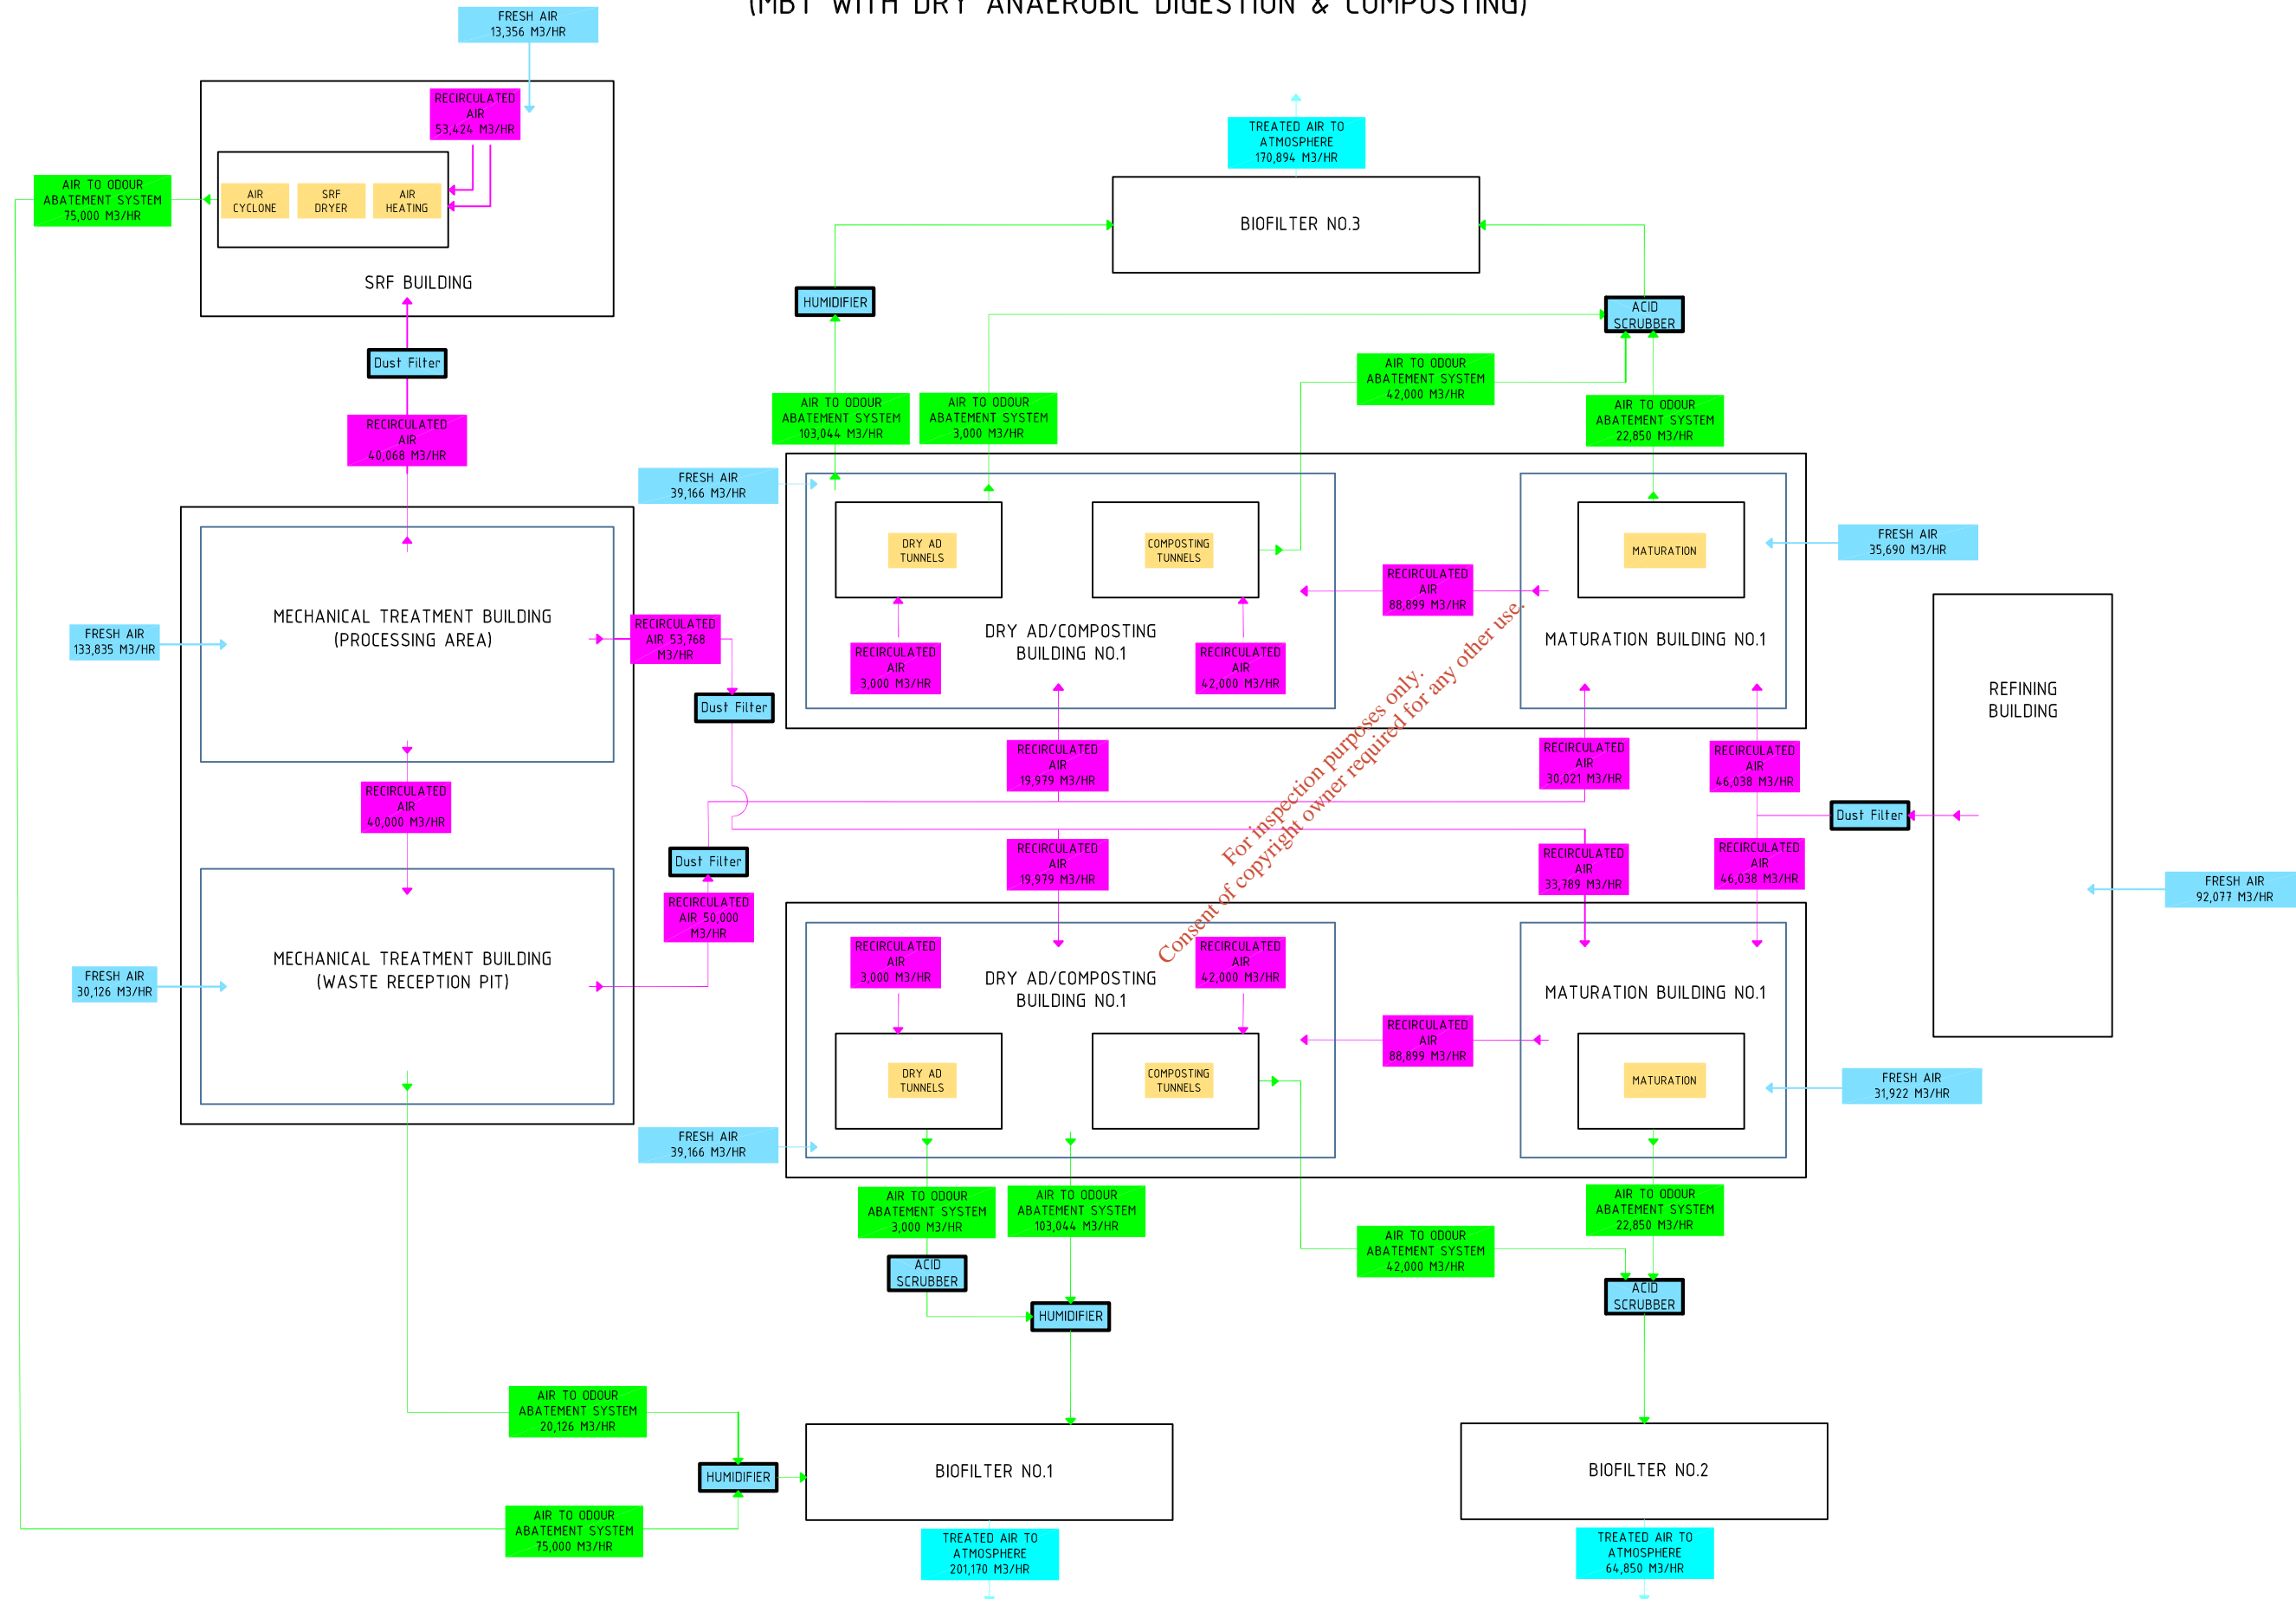 (MBT WITH DRY ANAEROBIC DIGESTION & COMPOSTING)
FRESH AIR
13,356 M3/HR
RECIRCULATED
AIR
53,424 M3/HR
AIR TO ODOUR
ABATEMENT SYSTEM
75,000 M3/HR
AIR
CYCLONE
SRF
DRYER
AIR
HEATING
SRF BUILDING
Dust Filter
RECIRCULATED
AIR
40,068 M3/HR
TREATED AIR TO
ATMOSPHERE
170,894 M3/HR
BIOFILTER NO.3
HUMIDIFIER
ACID
SCRUBBER
AIR TO ODOUR
ABATEMENT SYSTEM
103,044 M3/HR
AIR TO ODOUR
ABATEMENT SYSTEM
3,000 M3/HR
AIR TO ODOUR
ABATEMENT SYSTEM
42,000 M3/HR
AIR TO ODOUR
ABATEMENT SYSTEM
22,850 M3/HR
FRESH AIR
39,166 M3/HR
DRY AD
TUNNELS
COMPOSTING
TUNNELS
MATURATION
FRESH AIR
35,690 M3/HR
RECIRCULATED
AIR
88,899 M3/HR
DRY AD/COMPOSTING
BUILDING NO.1
MATURATION BUILDING NO.1
RECIRCULATED
AIR
3,000 M3/HR
RECIRCULATED
AIR
42,000 M3/HR
MECHANICAL TREATMENT BUILDING
(PROCESSING AREA)
FRESH AIR
133,835 M3/HR
RECIRCULATED
AIR 53,768
M3/HR
Dust Filter
REFINING
BUILDING
RECIRCULATED
AIR
19,979 M3/HR
RECIRCULATED
AIR
30,021 M3/HR
RECIRCULATED
AIR
46,038 M3/HR
RECIRCULATED
AIR
40,000 M3/HR
Dust Filter
Dust Filter
RECIRCULATED
AIR
19,979 M3/HR
RECIRCULATED
AIR
33,789 M3/HR
RECIRCULATED
AIR
46,038 M3/HR
FRESH AIR
92,077 M3/HR
For inspection purposes only.
Consent of copyright owner required for any other use.
RECIRCULATED
AIR 50,000
M3/HR
MECHANICAL TREATMENT BUILDING
(WASTE RECEPTION PIT)
FRESH AIR
30,126 M3/HR
RECIRCULATED
AIR
3,000 M3/HR
DRY AD/COMPOSTING
BUILDING NO.1
RECIRCULATED
AIR
42,000 M3/HR
MATURATION BUILDING NO.1
RECIRCULATED
AIR
88,899 M3/HR
DRY AD
TUNNELS
COMPOSTING
TUNNELS
MATURATION
FRESH AIR
31,922 M3/HR
FRESH AIR
39,166 M3/HR
AIR TO ODOUR
ABATEMENT SYSTEM
3,000 M3/HR
AIR TO ODOUR
ABATEMENT SYSTEM
103,044 M3/HR
AIR TO ODOUR
ABATEMENT SYSTEM
42,000 M3/HR
AIR TO ODOUR
ABATEMENT SYSTEM
22,850 M3/HR
ACID
SCRUBBER
HUMIDIFIER
ACID
SCRUBBER
AIR TO ODOUR
ABATEMENT SYSTEM
20,126 M3/HR
HUMIDIFIER
BIOFILTER NO.1
BIOFILTER NO.2
AIR TO ODOUR
ABATEMENT SYSTEM
75,000 M3/HR
TREATED AIR TO
ATMOSPHERE
201,170 M3/HR
TREATED AIR TO
ATMOSPHERE
64,850 M3/HR